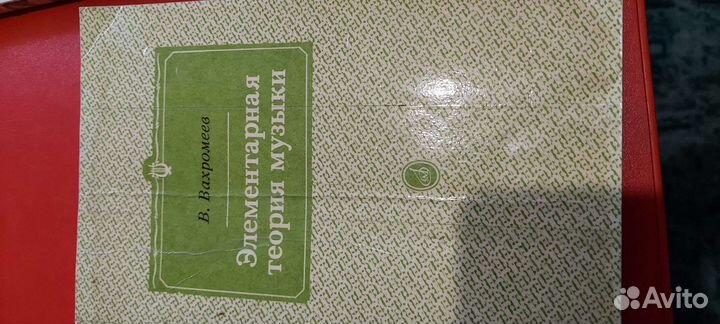 В. Вахромеев
Элементарная
теория музыки
Avito